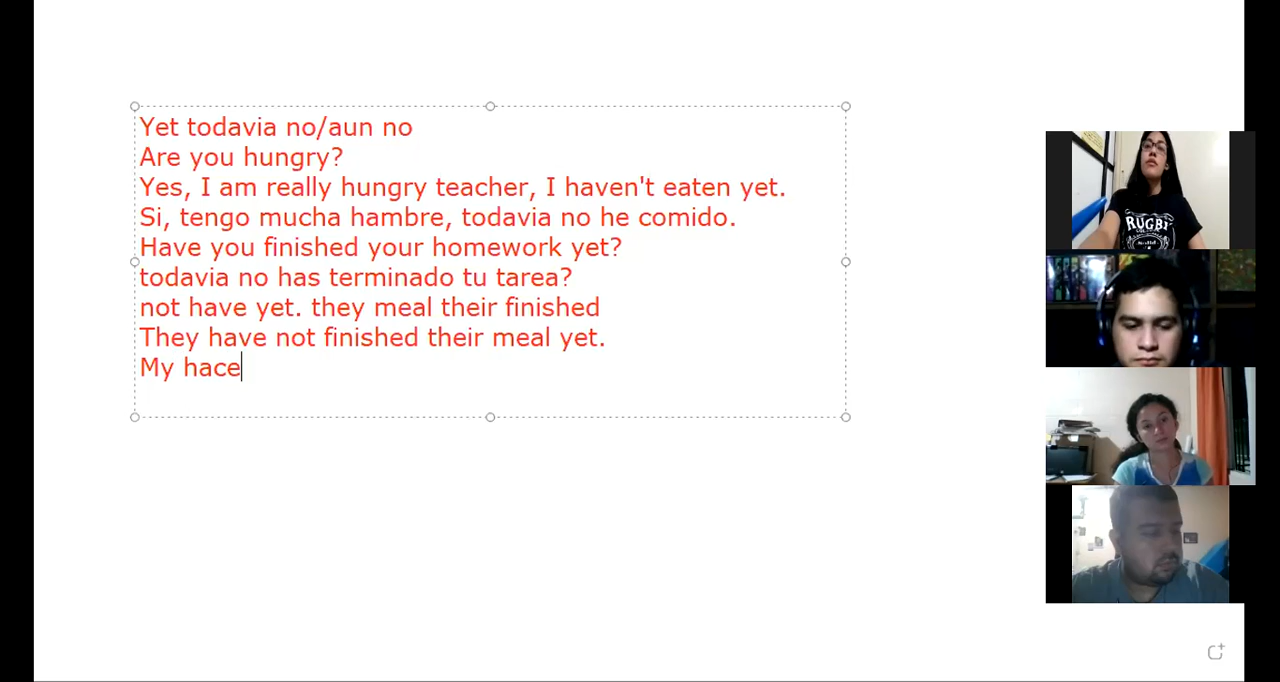 Yet todavia no/aun no
Are you hungry?
Yes, I am really hungry teacher, I haven't eaten yet.
Si, tengo mucha hambre, todavia no he comido.
Have you finished your homework yet?
todavia no has terminado tu tarea?
not have yet. they meal their finished
They have not finished their meal yet.
My hace
RUGBY